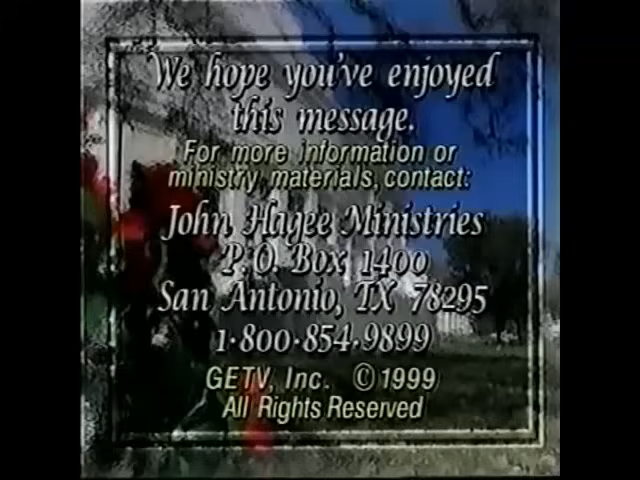 We hope you've enjoyed
this message.
For more information or
ministry materials, contact:
John Hagee Ministries
P.O. Box 1400
San Antonio, TX 78295
1·800·854·9899
GETV, Inc. ©1999
All Rights Reserved